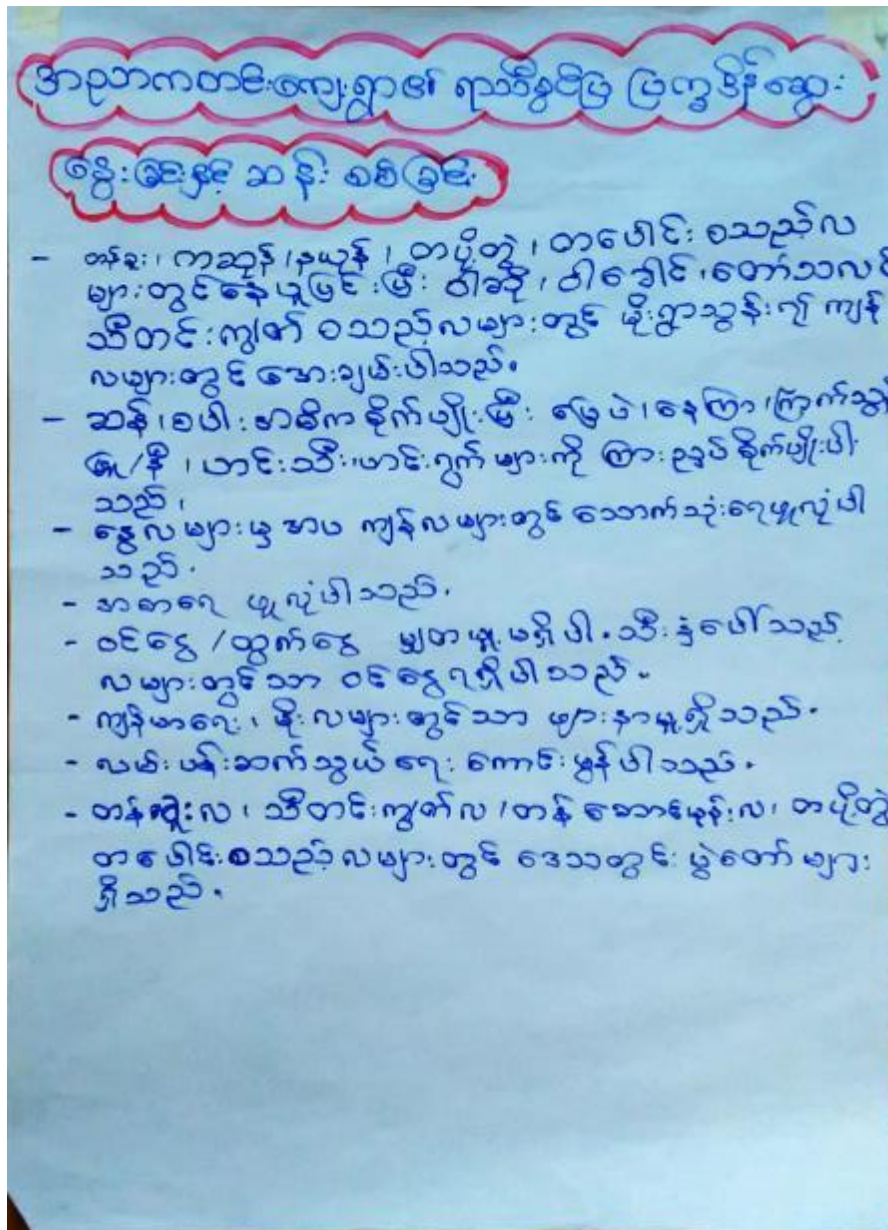 အညာကတင်းကျေးရွာ၏ ရာသီခွင်ပြ ပြက္ခဒိန်ဆွေး
နွေးခြင်းနှင့် ဆန်းစစ်ခြင်း
- တန်ခူး၊ ကဆုန်၊ နယုန်၊ တပို့တွဲ၊ တပေါင်း စသည့်လ
များတွင်နေပူပြင်းပြီး ဝါဆို၊ ဝါခေါင်၊ တော်သလင်း
သီတင်းကျွတ် စသည့်လများတွင် မိုးရွာသွန်း၍ ကျန်
လများတွင် အေးချမ်းပါသည်။
- ဆန်၊ စပါး အဓိကစိုက်မျိုးပြီး မြေပဲ၊ နေကြာ၊ ကြက်သွန်
ဖြူ/နီ၊ ဟင်းသီးဟင်းရွက်များကို ကြားညှပ်စိုက်မျိုးပါ
သည်၊
- နွေလများမှအပ ကျန်လများတွင် သောက်သုံးရေဖူလုံပါ
သည်.
- အစာရေ ဖူလုံပါသည်.
- ဝင်ငွေ/ထွက်ငွေ မျှတမှု မရှိပါ. သီးနှံပေါ်သည့်
လများတွင်သာ ဝင်ငွေရရှိပါသည်.
- ကျန်မာရေး၊ မိုးလများတွင်သာ ဖျားနာမှုရှိသည်.
- လမ်းပန်းဆက်သွယ်ရေး ကောင်းမွန်ပါသည်.
- တန်ခူးလ၊ သီတင်းကျွတ်လ၊ တန်ဆောင်မုန်းလ၊ တပို့တွဲ
တပေါင်းစသည့်လများတွင် ဒေသတွင်း ပွဲတော်များ
ရှိသည်.